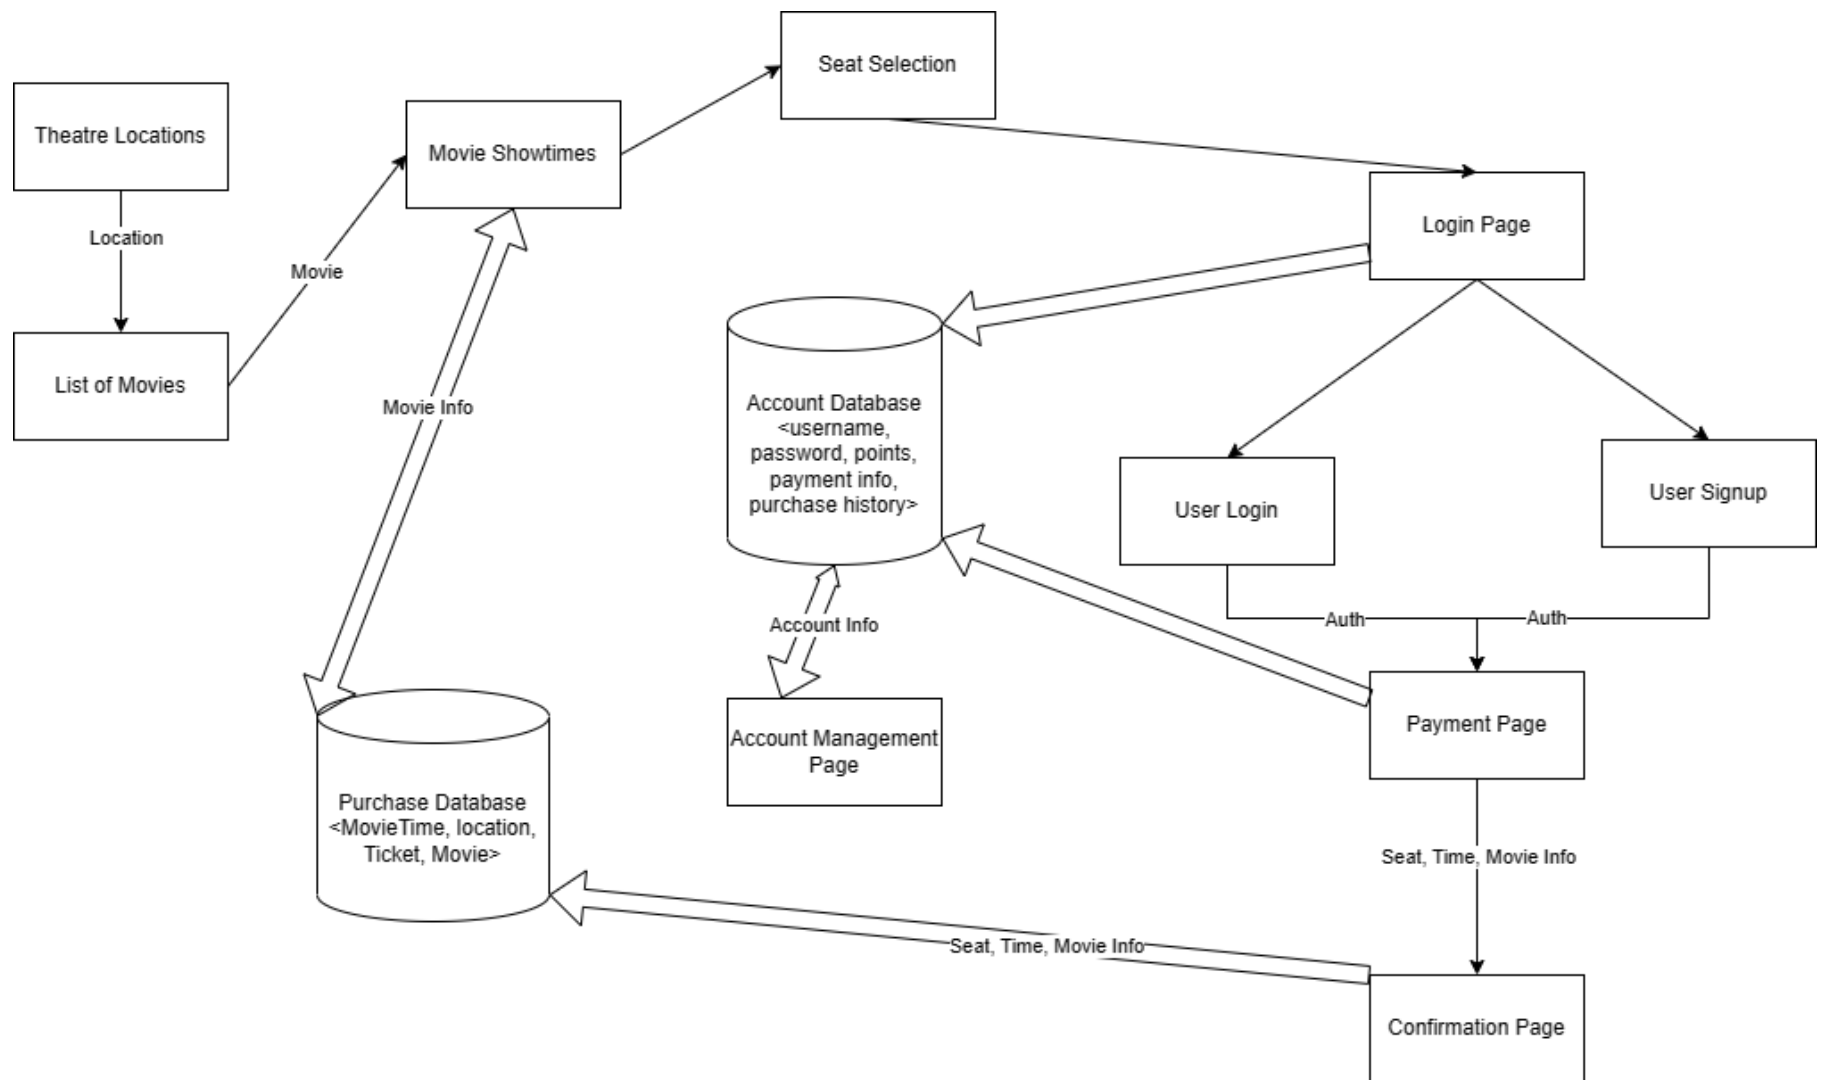 Seat Selection
Theatre Locations
Movie Showtimes
Login Page
Location
Movie
List of Movies
Movie Info
Account Database
<username,
password, points,
payment info,
purchase history>
User Login
User Signup
Auth
Auth
Account Info
Account Management
Page
Payment Page
Purchase Database
<MovieTime, location,
Ticket, Movie>
Seat, Time, Movie Info
Seat, Time, Movie Info
Confirmation Page